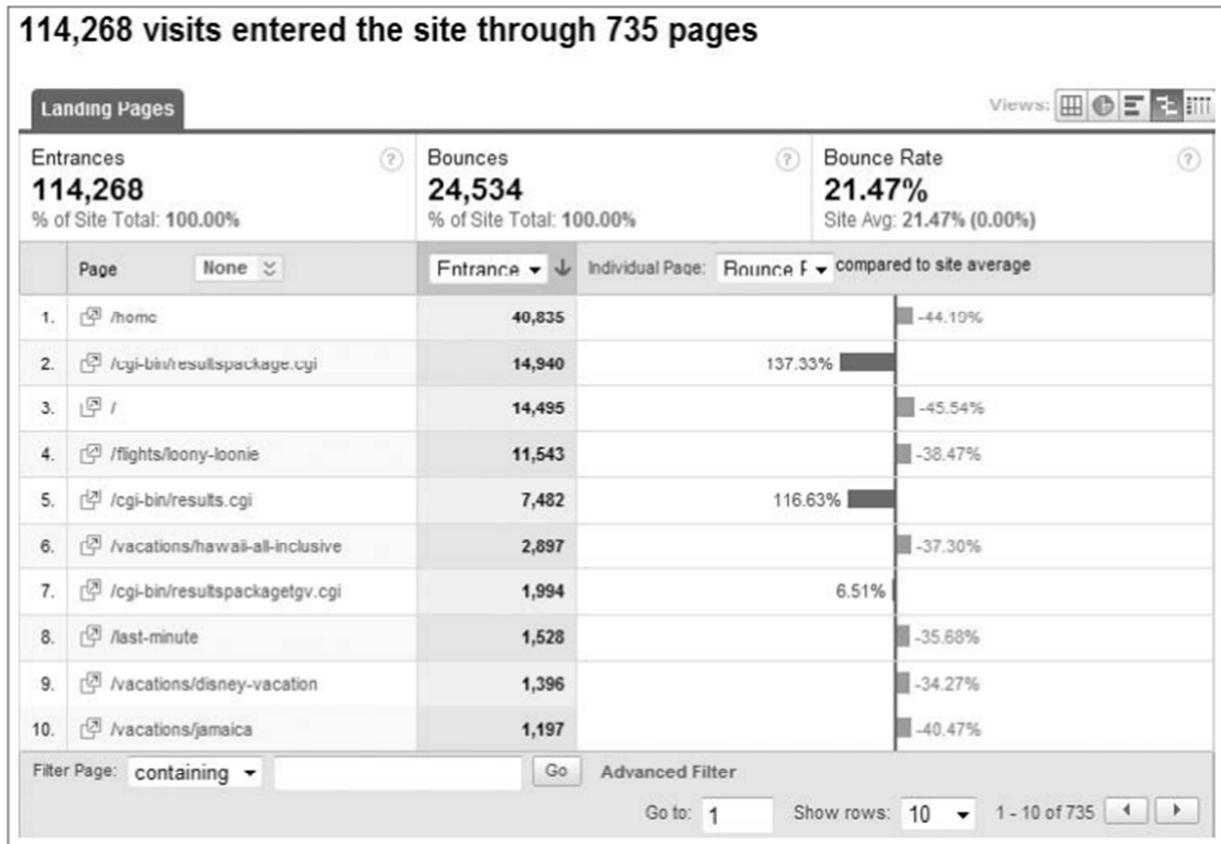 114,268 visits entered the site through 735 pages
Landing Pages
Views:
Entrances ?
114,268
% of Site Total: 100.00%
Bounces ?
24,534
% of Site Total: 100.00%
Bounce Rate ?
21.47%
Site Avg: 21.47% (0.00%)
Page None Entrance Individual Page: Bounce compared to site average
1. /home 40,835 -44.19%
2. /cgi-bin/resultspackage.cgi 14,940 137.33%
3. / 14,495 -45.54%
4. /flights/loony-loonie 11,543 -38.47%
5. /cgi-bin/results.cgi 7,482 116.63%
6. /vacations/hawaii-all-inclusive 2,897 -37.30%
7. /cgi-bin/resultspackagetgv.cgi 1,994 6.51%
8. /last-minute 1,528 -35.68%
9. /vacations/disney-vacation 1,396 -34.27%
10. /vacations/jamaica 1,197 -40.47%
Filter Page: containing Go Advanced Filter
Go to: 1 Show rows: 10 1 - 10 of 735